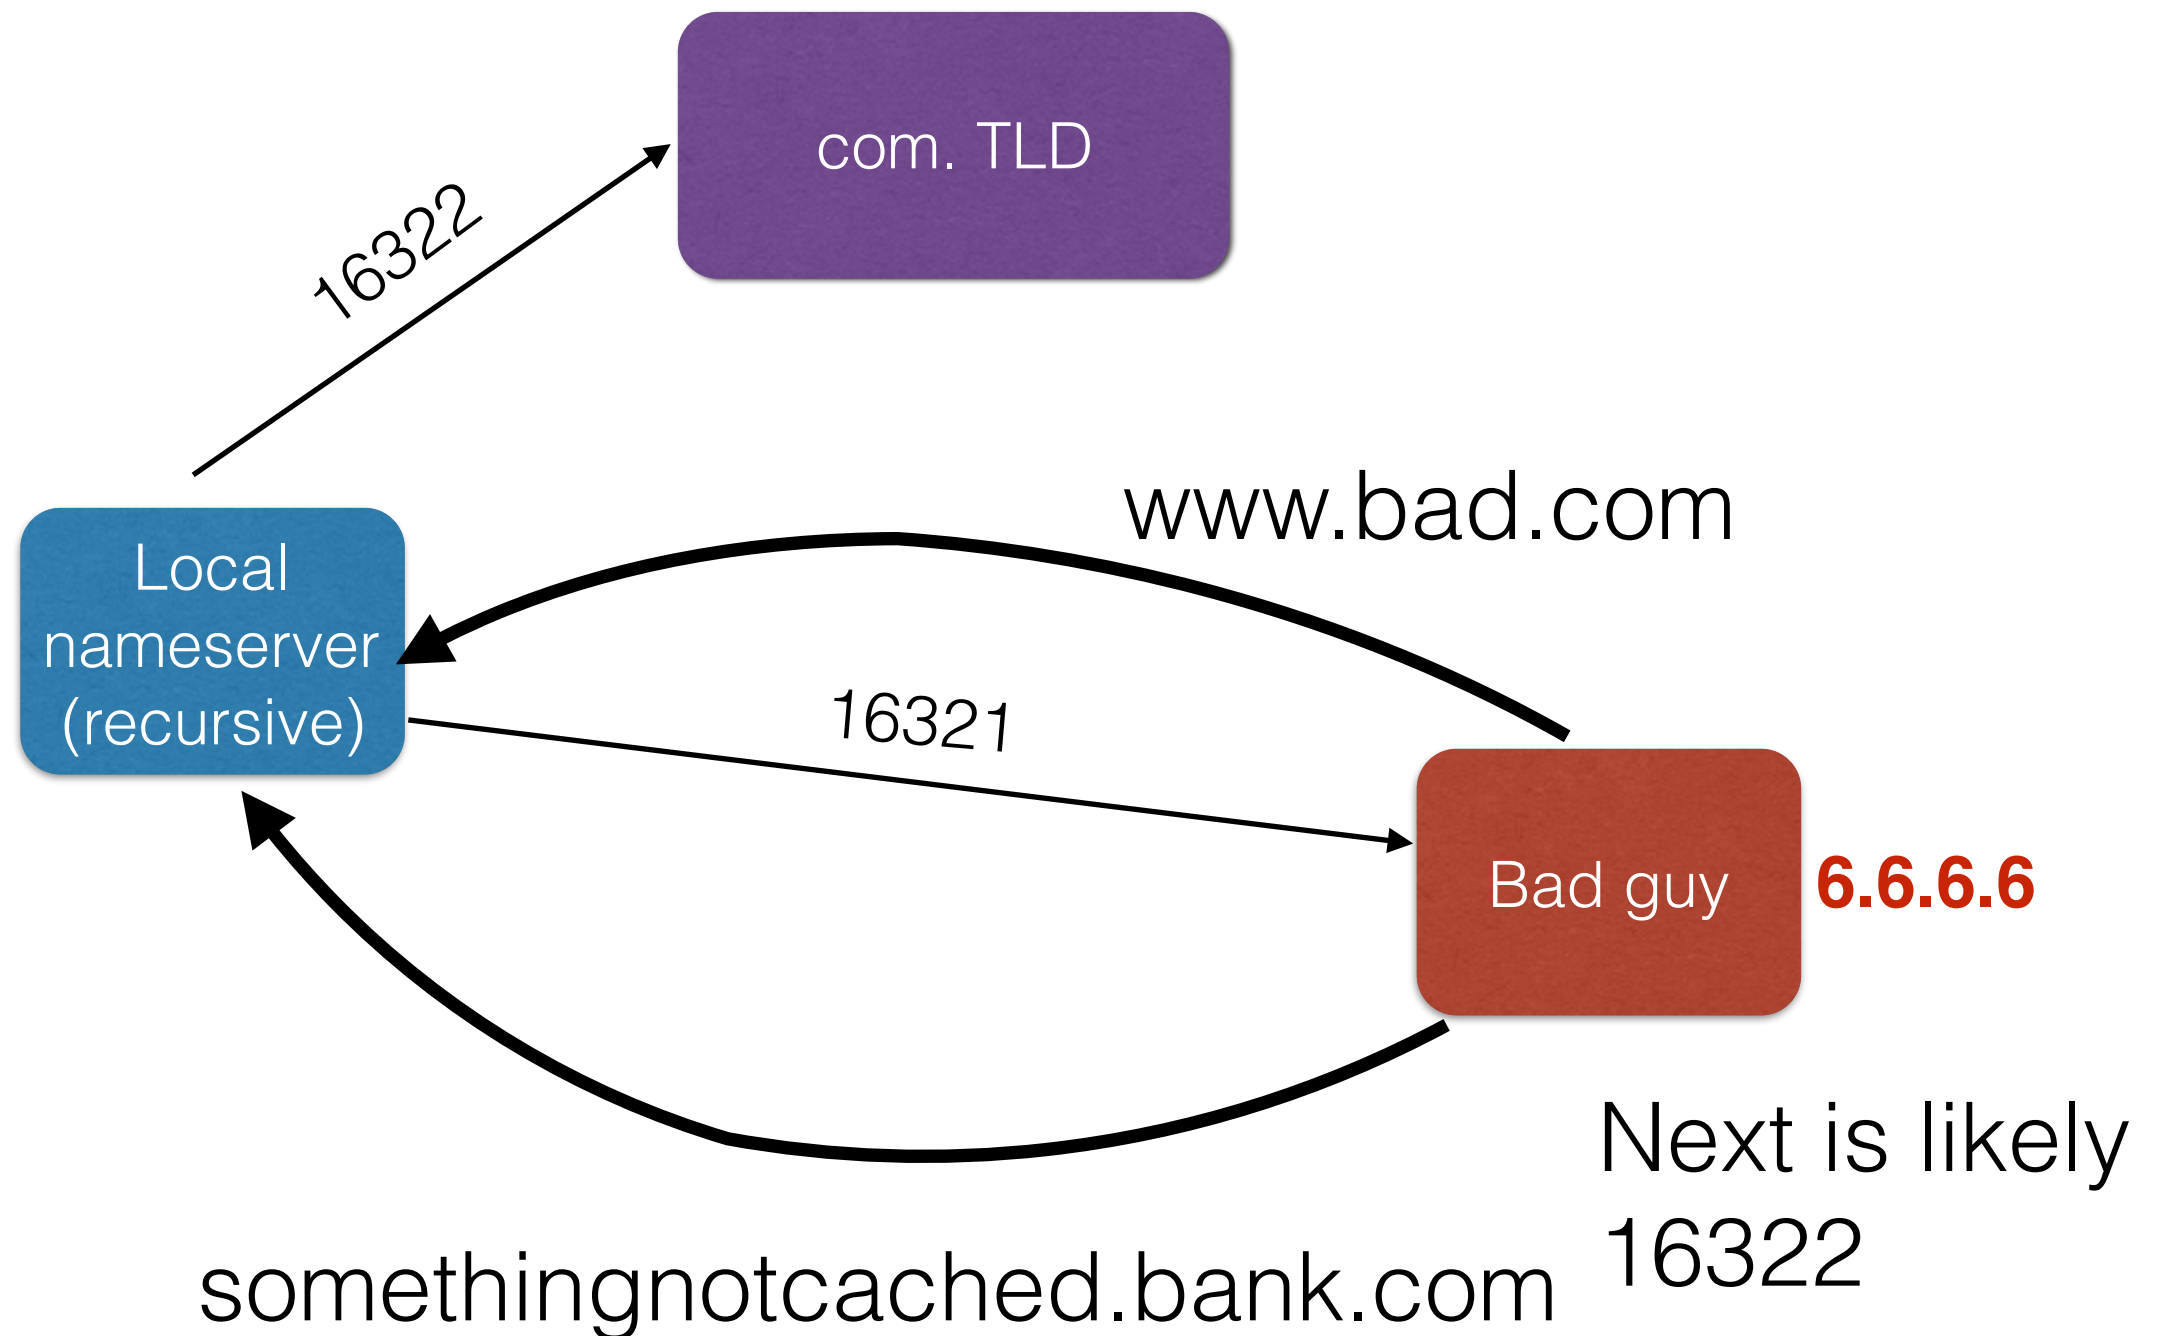 com. TLD
16322
www.bad.com
Local
nameserver
(recursive)
16321
Bad guy
6.6.6.6
Next is likely
16322
somethingnotcached.bank.com